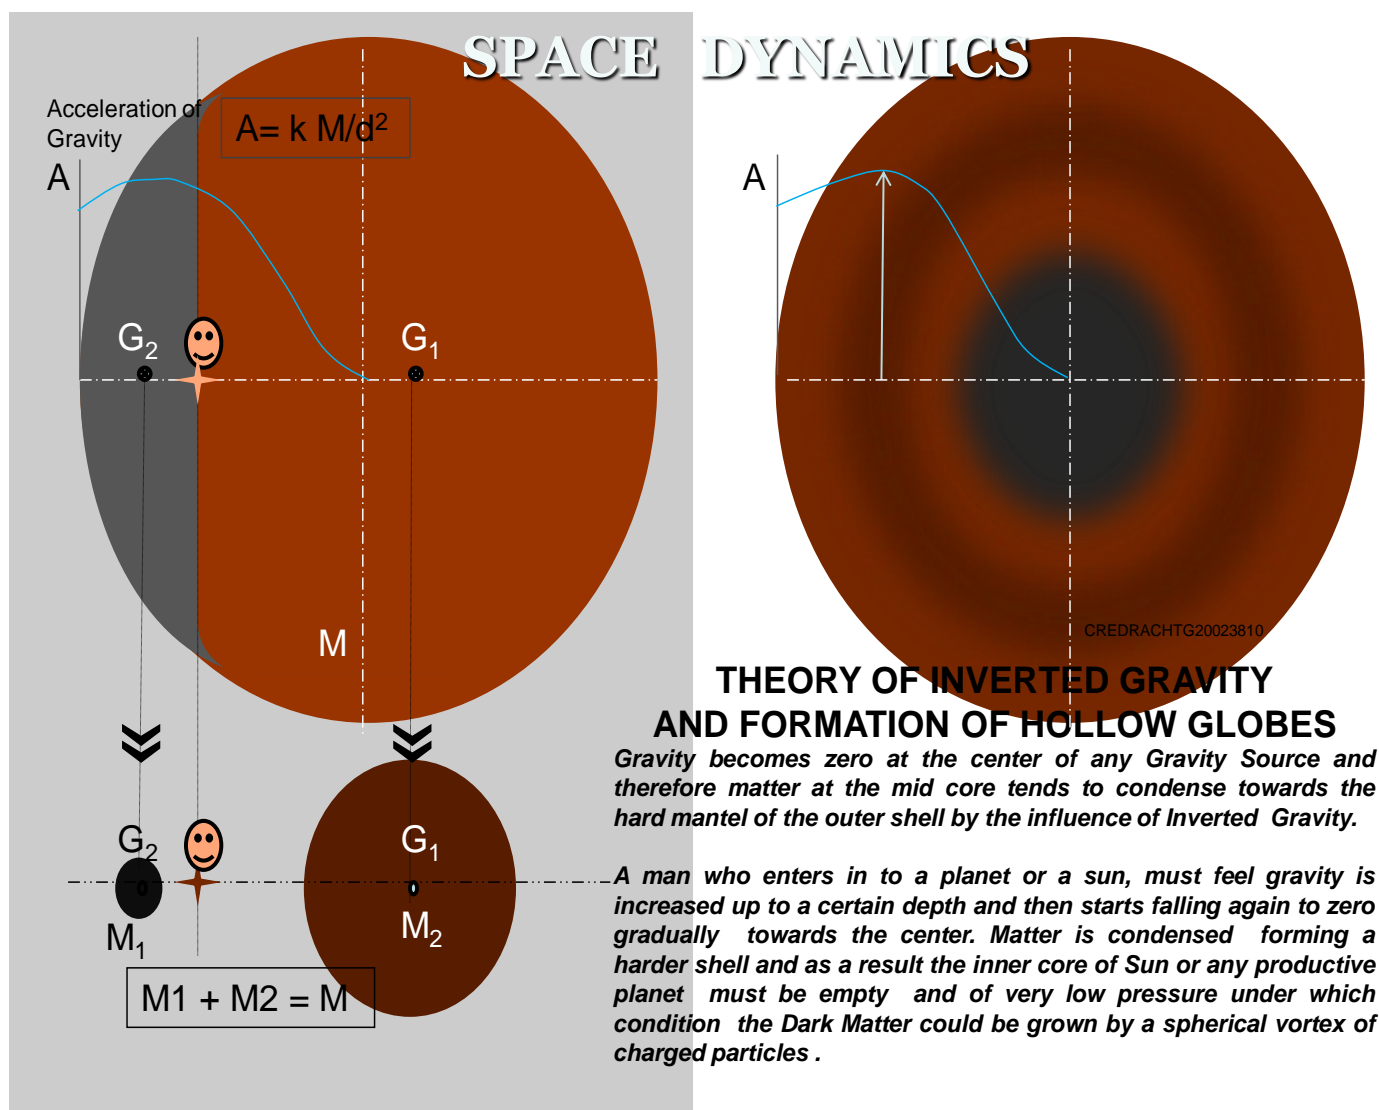 SPACE DYNAMICS
Acceleration of
Gravity
A= k M/d²
A
G₂
G₁
M
G₂
G₁
M₁
M₂
M1 + M2 = M
A
CREDRACHTG20023810
THEORY OF INVERTED GRAVITY
AND FORMATION OF HOLLOW GLOBES
Gravity becomes zero at the center of any Gravity Source and
therefore matter at the mid core tends to condense towards the
hard mantel of the outer shell by the influence of Inverted Gravity.
A man who enters in to a planet or a sun, must feel gravity is
increased up to a certain depth and then starts falling again to zero
gradually towards the center. Matter is condensed forming a
harder shell and as a result the inner core of Sun or any productive
planet must be empty and of very low pressure under which
condition the Dark Matter could be grown by a spherical vortex of
charged particles .